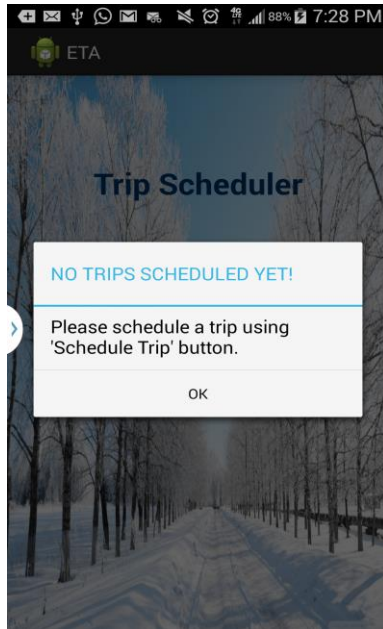 88% 7:28 PM
ETA
Trip Scheduler
NO TRIPS SCHEDULED YET!
Please schedule a trip using
'Schedule Trip' button.
OK